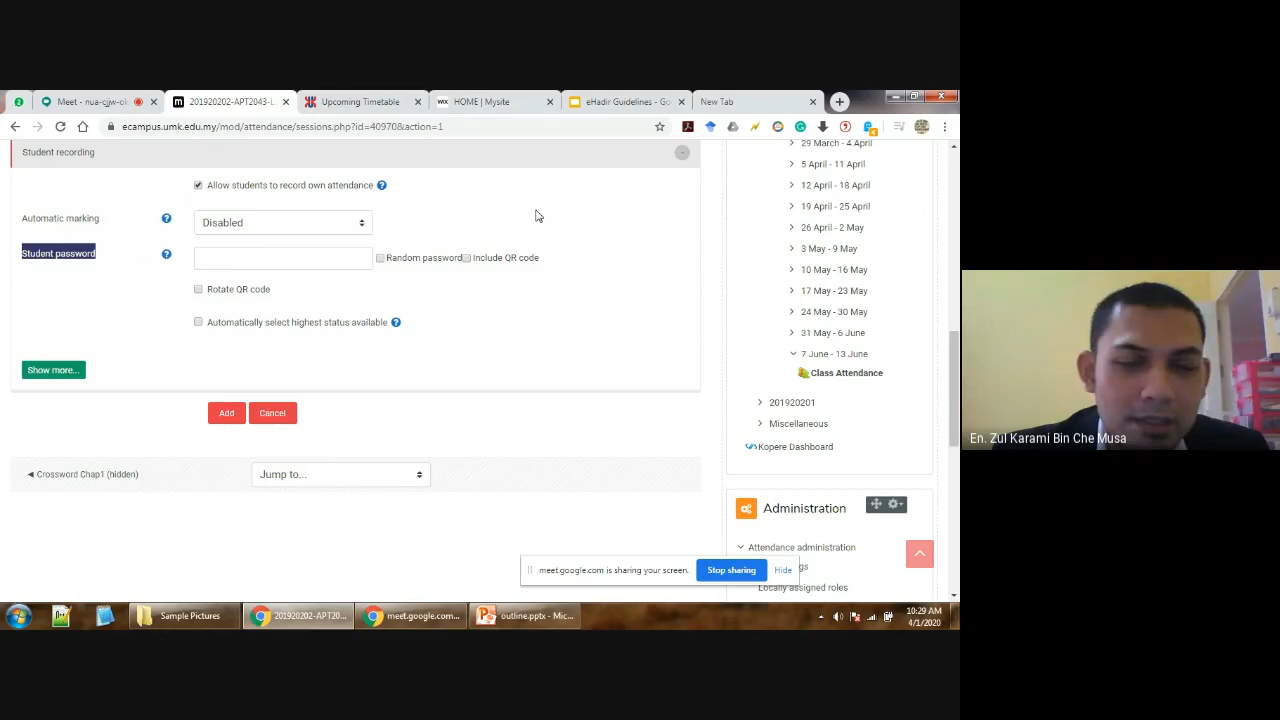 Meet - nua-cjjw-ol
201920202-APT2043-L
Upcoming Timetable
WX HOME | Mysite
eHadir Guidelines - Go
New Tab
ecampus.umk.edu.my/mod/attendance/sessions.php?id=40970&action=1
Student recording
Allow students to record own attendance
Automatic marking
Disabled
Student password
Random password
Include QR code
Rotate QR code
Automatically select highest status available
Show more...
Add
Cancel
◄ Crossword Chap1 (hidden)
Jump to...
29 March - 4 April
5 April - 11 April
12 April - 18 April
19 April - 25 April
26 April - 2 May
3 May - 9 May
10 May - 16 May
17 May - 23 May
24 May - 30 May
31 May - 6 June
7 June - 13 June
Class Attendance
201920201
Miscellaneous
Kopere Dashboard
Administration
Attendance administration
Locally assigned roles
meet.google.com is sharing your screen.
Stop sharing
Hide
En. Zul Karami Bin Che Musa
Sample Pictures
201920202-APT20...
meet.google.com...
outline.pptx - Mic...
10:29 AM
4/1/2020